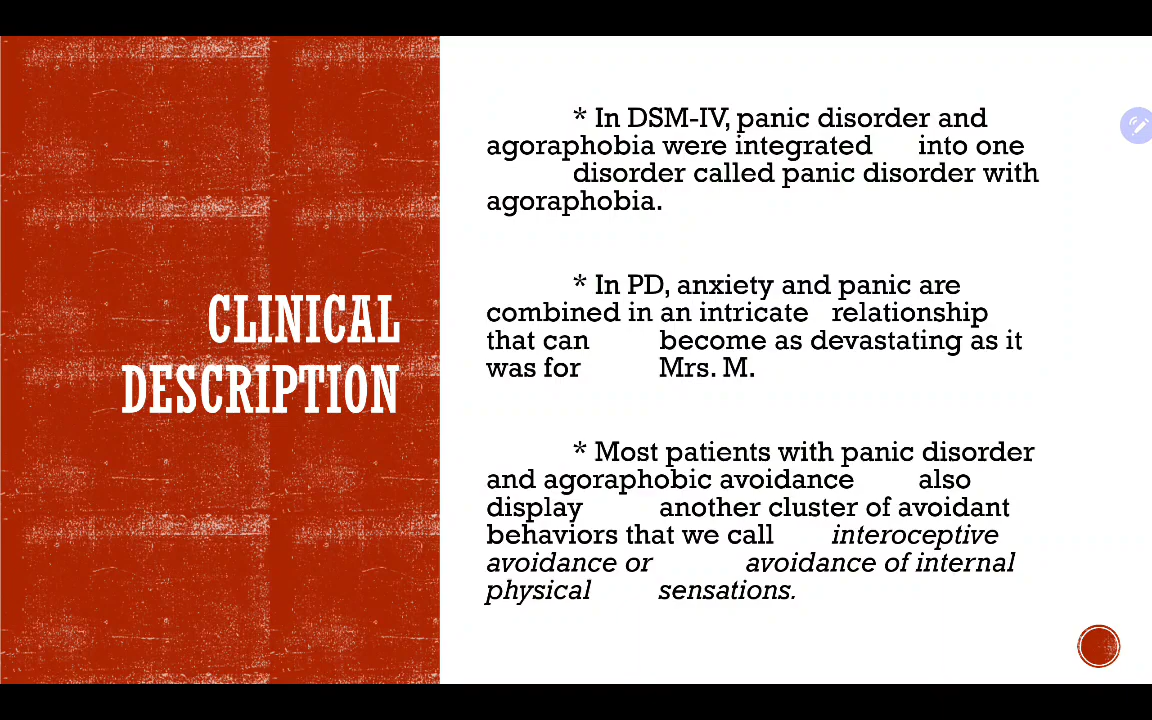 CLINICAL
DESCRIPTION
* In DSM-IV, panic disorder and
agoraphobia were integrated into one
disorder called panic disorder with
agoraphobia.
* In PD, anxiety and panic are
combined in an intricate relationship
that can become as devastating as it
was for Mrs. M.
* Most patients with panic disorder
and agoraphobic avoidance also
display another cluster of avoidant
behaviors that we call interoceptive
avoidance or avoidance of internal
physical sensations.